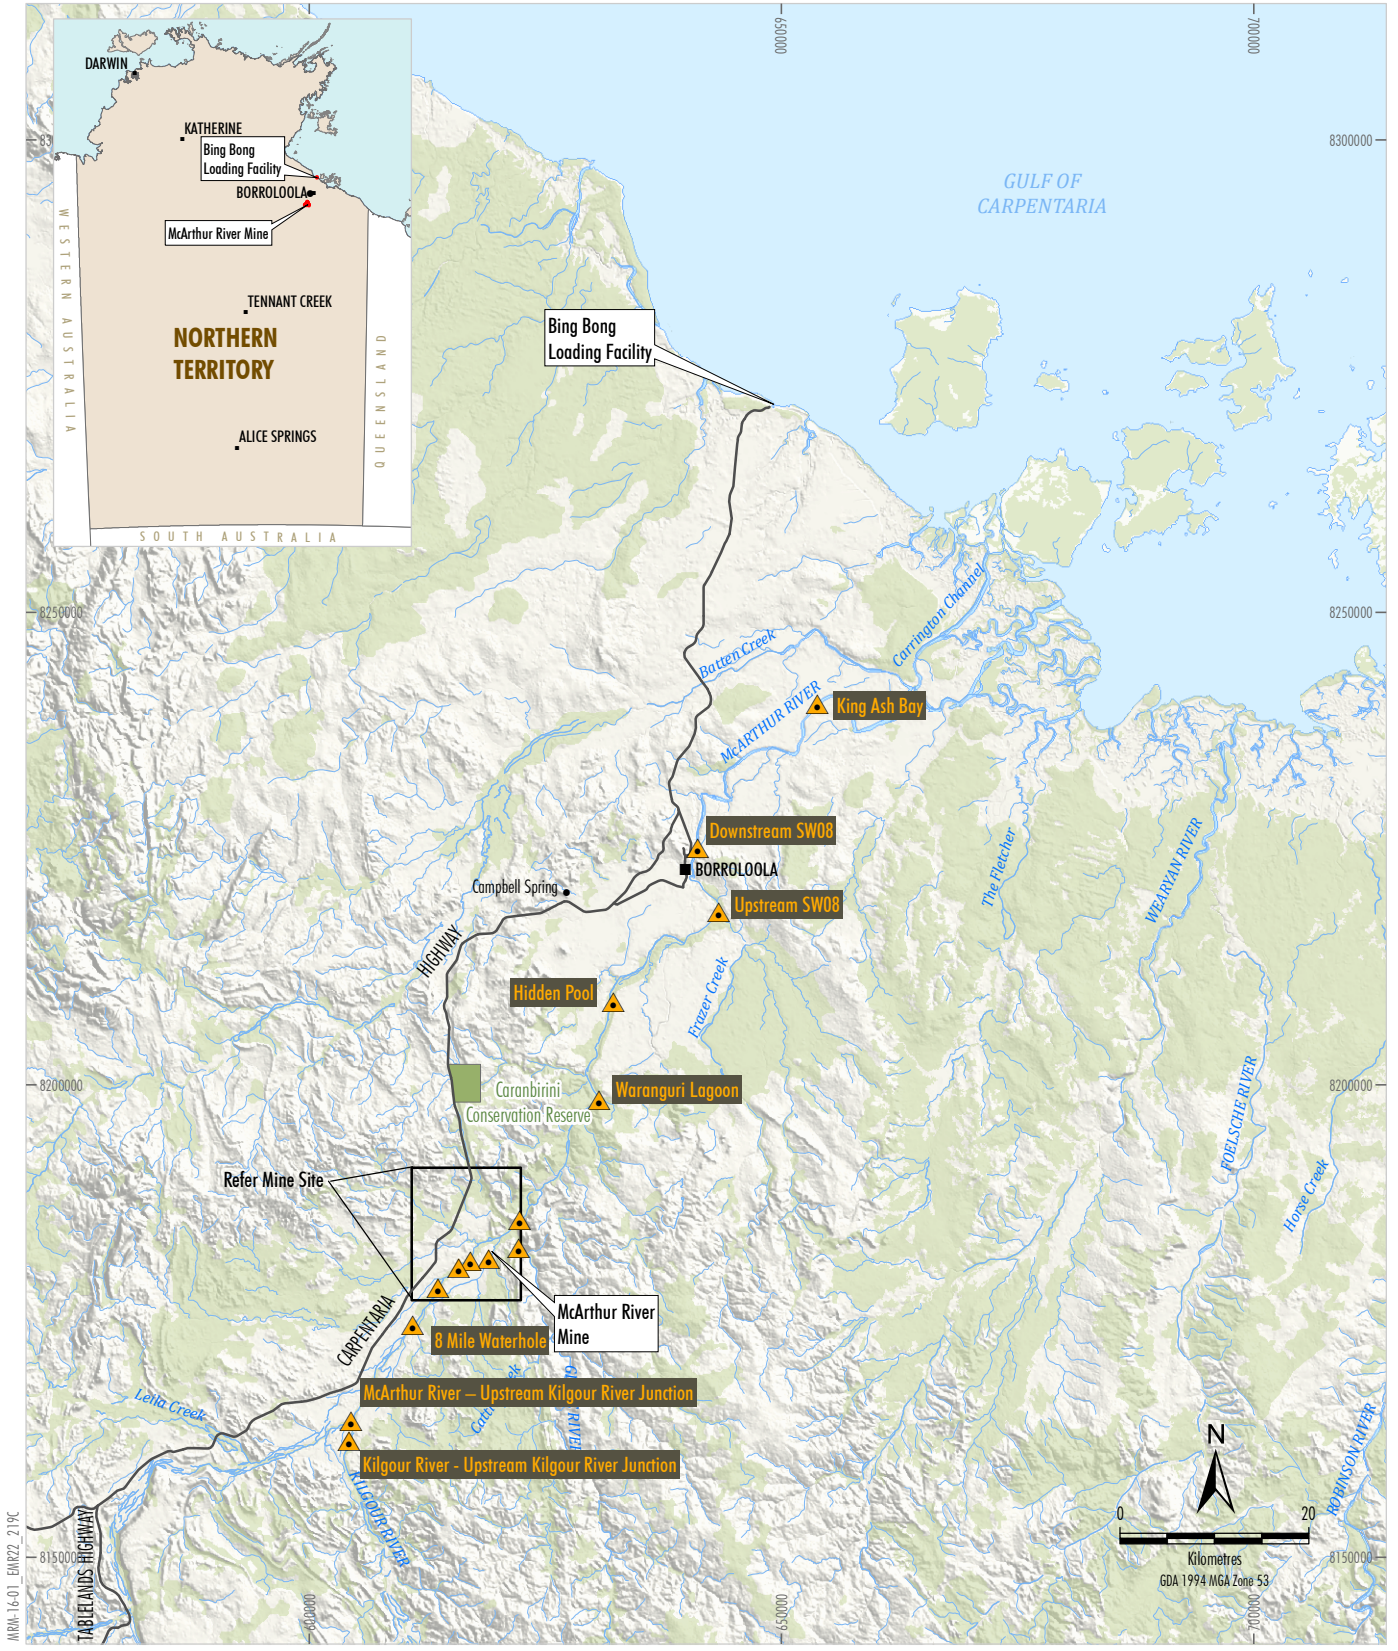 650000
700000
DARWIN
KATHERINE
Bing Bong
Loading Facility
BORROLOOLA
McArthur River Mine
TENNANT CREEK
NORTHERN
TERRITORY
ALICE SPRINGS
WESTERN AUSTRALIA
QUEENSLAND
SOUTH AUSTRALIA
83
8300000
GULF OF
CARPENTARIA
Bing Bong
Loading Facility
8250000
8250000
Carrington Channel
Batten Creek
McARTHUR RIVER
King Ash Bay
Downstream SW08
BORROLOOLA
Campbell Spring
Upstream SW08
The Fletcher
WEARYAN RIVER
HIGHWAY
Hidden Pool
Frazer Creek
8200000
8200000
Caranbirini
Conservation Reserve
Waranguri Lagoon
FOELSCHE RIVER
Horse Creek
Refer Mine Site
McArthur River
Mine
CARPENTARIA
8 Mile Waterhole
McArthur River – Upstream Kilgour River Junction
Leila Creek
RIVER
Kilgour River - Upstream Kilgour River Junction
KILGOUR RIVER
ROBINSON RIVER
N
0
20
Kilometres
GDA 1994 MGA Zone 53
8150000
8150000
TABLELANDS HIGHWAY
600000
650000
700000
MRM-16-01_EMR22_219C